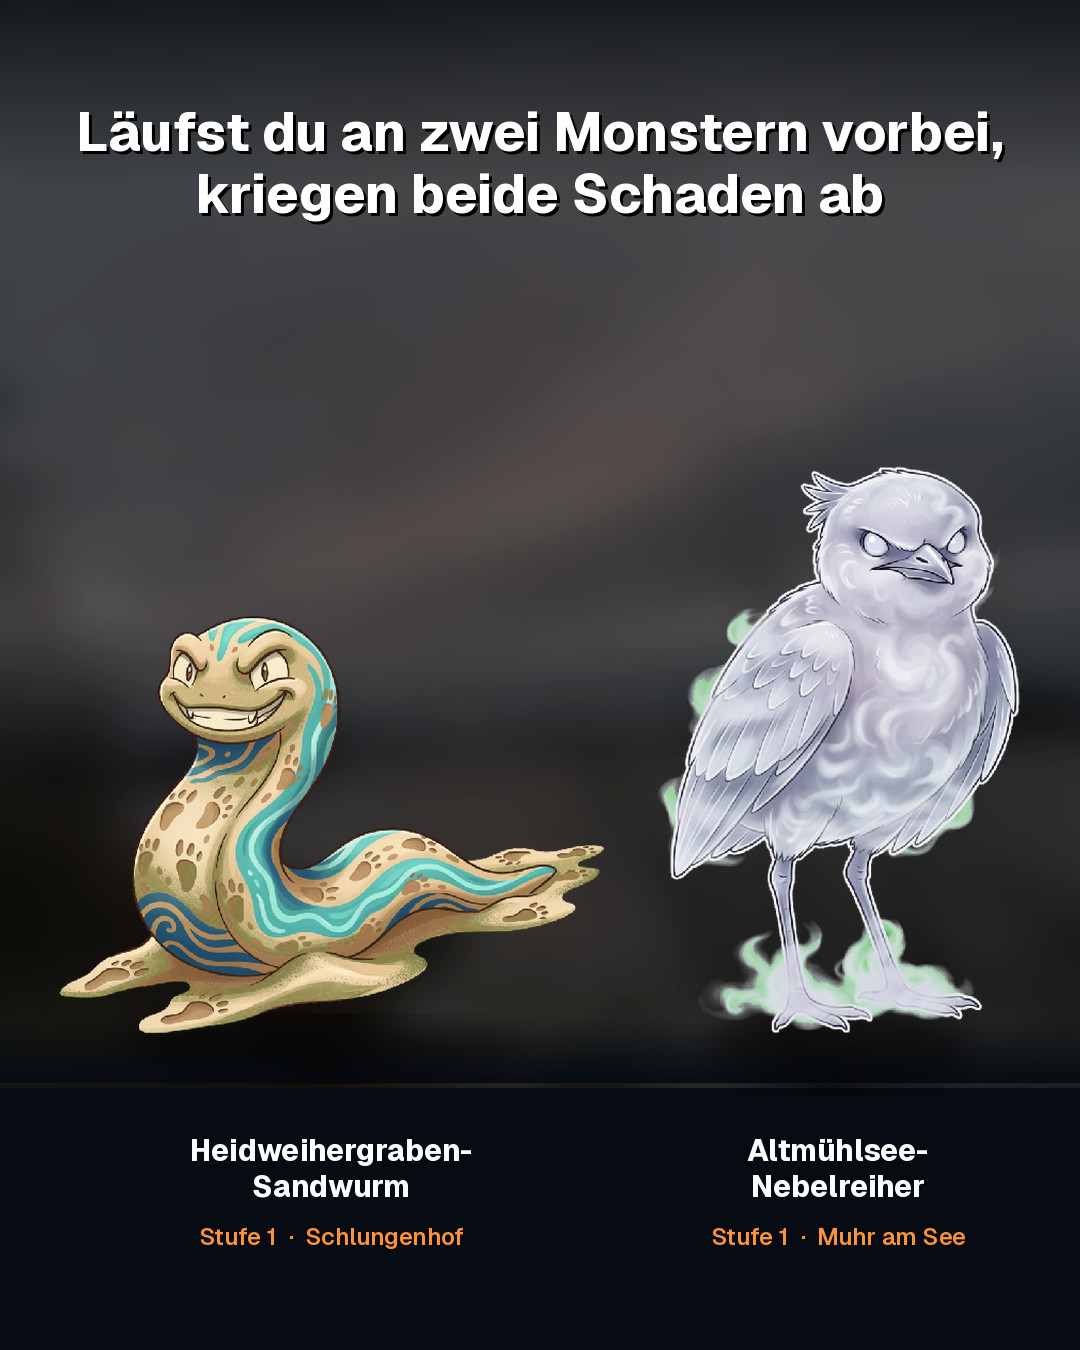 Läufst du an zwei Monstern vorbei,
kriegen beide Schaden ab
Heidweihergraben-
Sandwurm
Stufe 1 · Schlungenhof
Altmühlsee-
Nebelreiher
Stufe 1 · Muhr am See